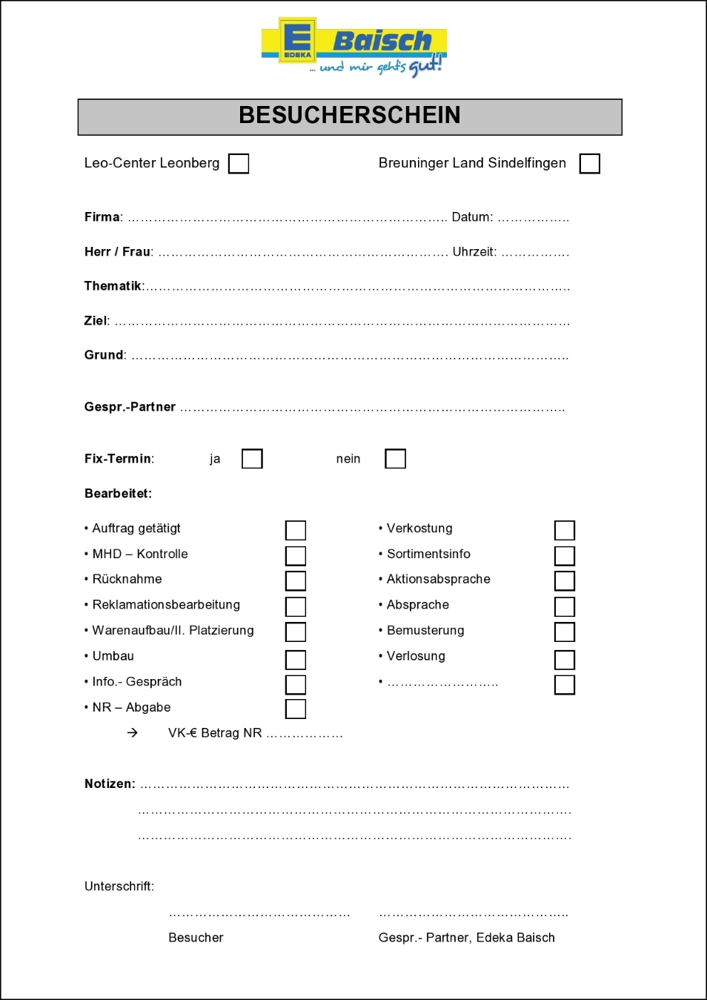 E Baisch
EDEKA
... und mir geht's gut!
BESUCHERSCHEIN
Leo-Center Leonberg Breuninger Land Sindelfingen
Firma: ……………………………………………………………….. Datum: ……………..
Herr / Frau: …………………………………………………………. Uhrzeit: …………….
Thematik:……………………………………………………………………………………..
Ziel: ……………………………………………………………………………………………
Grund: ………………………………………………………………………………………..
Gespr.-Partner ……………………………………………………………………………..
Fix-Termin: ja nein
Bearbeitet:
• Auftrag getätigt • Verkostung
• MHD – Kontrolle • Sortimentsinfo
• Rücknahme • Aktionsabsprache
• Reklamationsbearbeitung • Absprache
• Warenaufbau/II. Platzierung • Bemusterung
• Umbau • Verlosung
• Info.- Gespräch • ……………………..
• NR – Abgabe
→ VK-€ Betrag NR ………………
Notizen: ………………………………………………………………………………………
……………………………………………………………………………………….
……………………………………………………………………………………….
Unterschrift:
…………………………………… ……………………………………..
Besucher Gespr.- Partner, Edeka Baisch